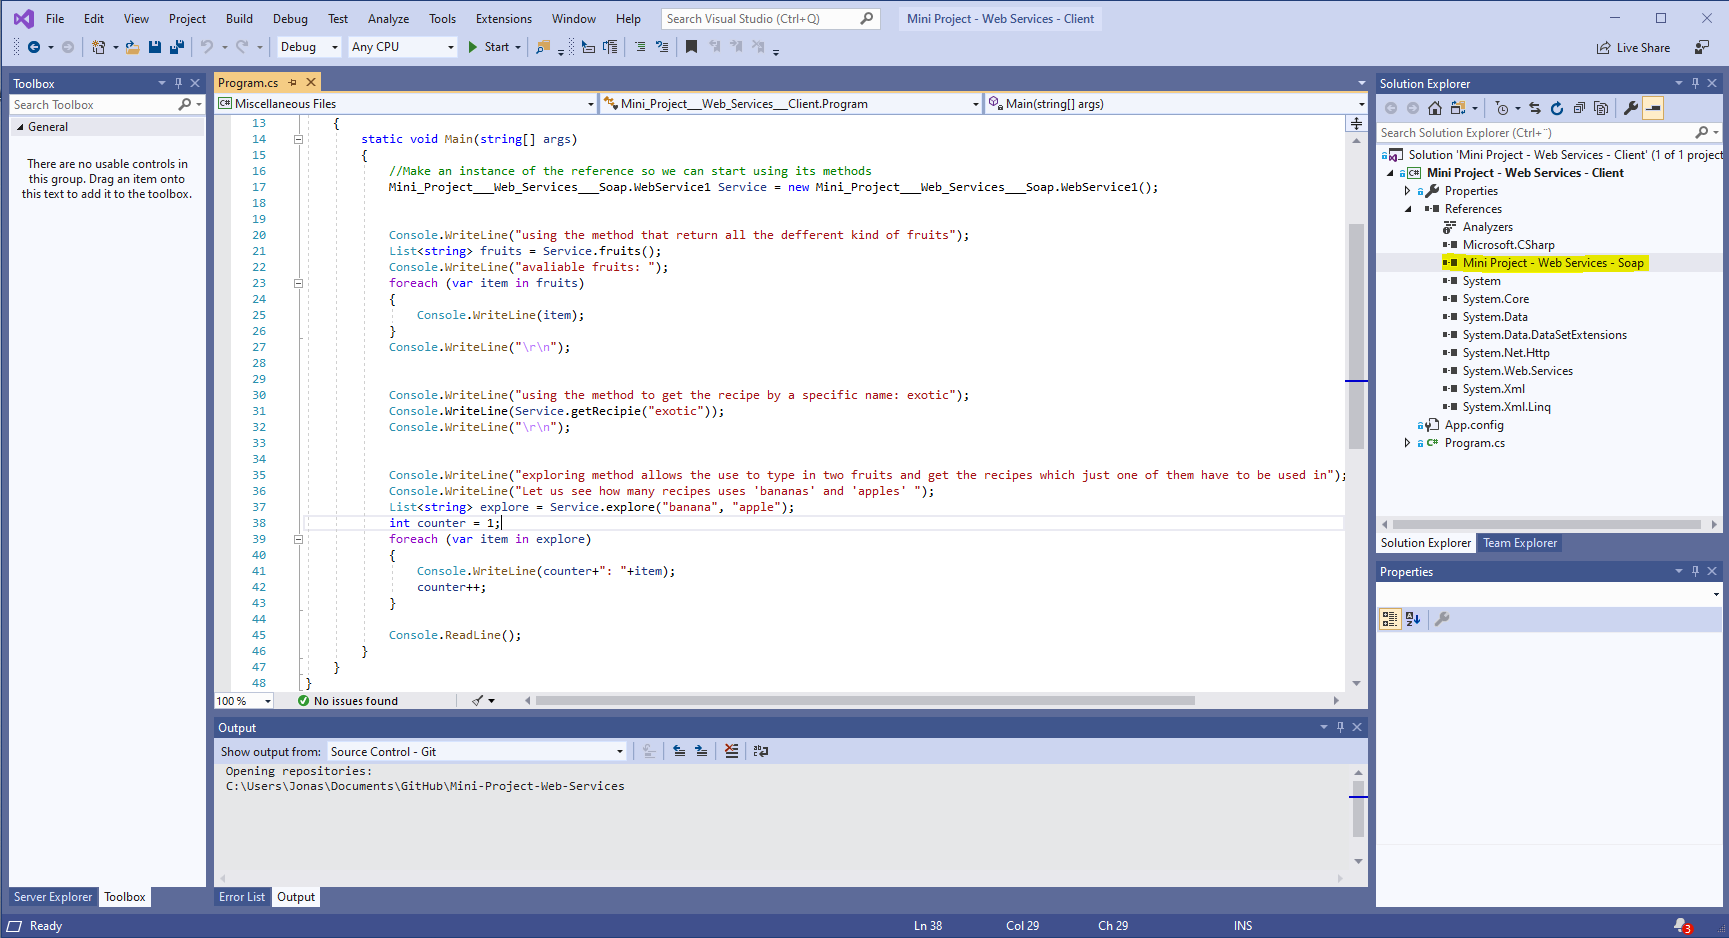 File Edit View Project Build Debug Test Analyze Tools Extensions Window Help Search Visual Studio (Ctrl+Q) Mini Project - Web Services - Client
Debug Any CPU Start Live Share
Toolbox
Search Toolbox
General
There are no usable controls in
this group. Drag an item onto
this text to add it to the toolbox.
Server Explorer Toolbox
Program.cs
C# Miscellaneous Files Mini_Project___Web_Services___Client.Program Main(string[] args)
13 {
14 static void Main(string[] args)
15 {
16 //Make an instance of the reference so we can start using its methods
17 Mini_Project___Web_Services___Soap.WebService1 Service = new Mini_Project___Web_Services___Soap.WebService1();
18
19
20 Console.WriteLine("using the method that return all the defferent kind of fruits");
21 List<string> fruits = Service.fruits();
22 Console.WriteLine("avaliable fruits: ");
23 foreach (var item in fruits)
24 {
25 Console.WriteLine(item);
26 }
27 Console.WriteLine("\r\n");
28
29
30 Console.WriteLine("using the method to get the recipe by a specific name: exotic");
31 Console.WriteLine(Service.getRecipie("exotic"));
32 Console.WriteLine("\r\n");
33
34
35 Console.WriteLine("exploring method allows the use to type in two fruits and get the recipes which just one of them have to be used in");
36 Console.WriteLine("Let us see how many recipes uses 'bananas' and 'apples' ");
37 List<string> explore = Service.explore("banana", "apple");
38 int counter = 1;
39 foreach (var item in explore)
40 {
41 Console.WriteLine(counter+": "+item);
42 counter++;
43 }
44
45 Console.ReadLine();
46 }
47 }
48 }
100 % No issues found
Output
Show output from: Source Control - Git
Opening repositories:
C:\Users\Jonas\Documents\GitHub\Mini-Project-Web-Services
Error List Output
Solution Explorer
Search Solution Explorer (Ctrl+¨)
Solution 'Mini Project - Web Services - Client' (1 of 1 project
C# Mini Project - Web Services - Client
Properties
References
Analyzers
Microsoft.CSharp
Mini Project - Web Services - Soap
System
System.Core
System.Data
System.Data.DataSetExtensions
System.Net.Http
System.Web.Services
System.Xml
System.Xml.Linq
App.config
C# Program.cs
Solution Explorer Team Explorer
Properties
Ready Ln 38 Col 29 Ch 29 INS 3